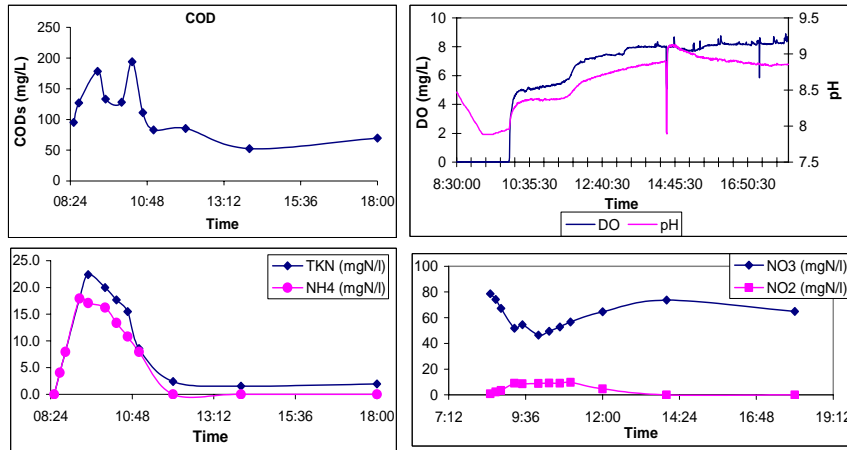 COD
CODs (mg/L)
250
200
150
100
50
0
08:24 10:48 13:12 15:36 18:00
Time
DO (mg/L)
10
8
6
4
2
0
9.5
9
8.5
8
7.5
pH
8:30:00 10:35:30 12:40:30 14:45:30 16:50:30
Time
DO pH
25.0
20.0
15.0
10.0
5.0
0.0
TKN (mgN/l)
NH4 (mgN/l)
08:24 10:48 13:12 15:36 18:00
Time
100
80
60
40
20
0
NO3 (mgN/l)
NO2 (mgN/l)
7:12 9:36 12:00 14:24 16:48 19:12
Time